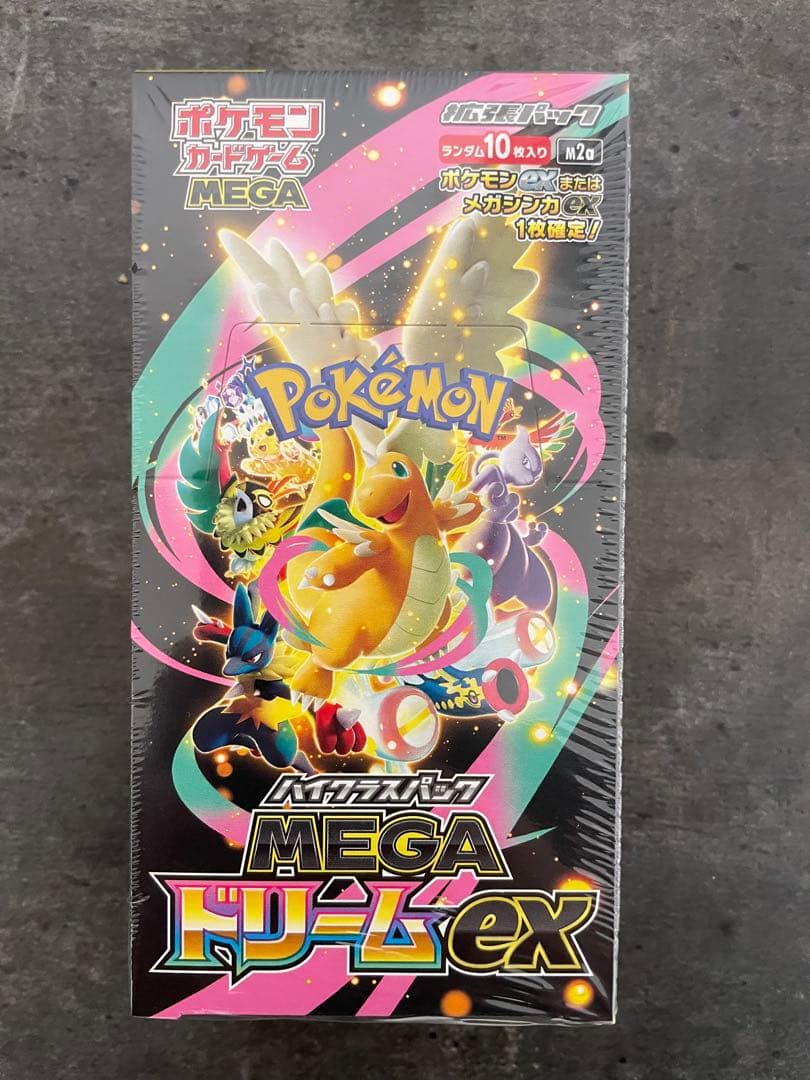 ポケモン
カードゲーム™
MEGA
拡張パック
ランダム10枚入り M2a
ポケモンexまたは
メガシンカex
1枚確定!
POKéMON™
ハイクラスパック
MEGA
ドリームex